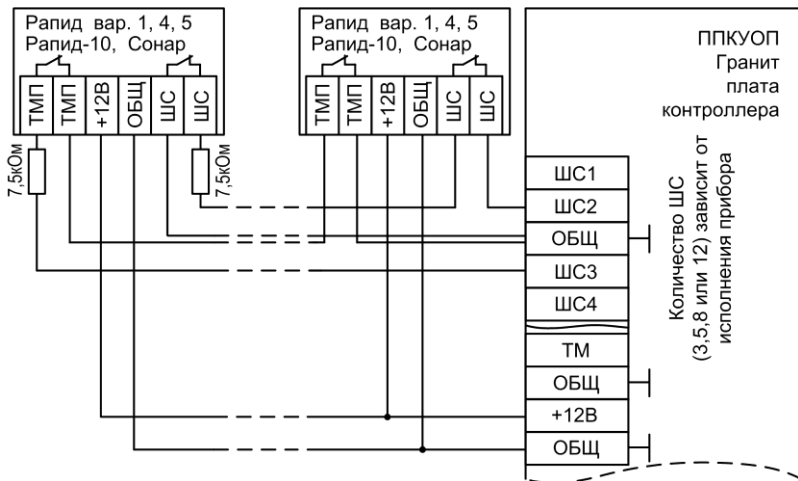 Рапид вар. 1, 4, 5
Рапид-10, Сонар
ТМП
ТМП
+12В
ОБЩ
ШС
ШС
7,5кОм
7,5кОм
Рапид вар. 1, 4, 5
Рапид-10, Сонар
ТМП
ТМП
+12В
ОБЩ
ШС
ШС
ППКУОП
Гранит
плата
контроллера
ШС1
ШС2
ОБЩ
ШС3
ШС4
ТМ
ОБЩ
+12В
ОБЩ
Количество ШС
(3,5,8 или 12) зависит от
исполнения прибора